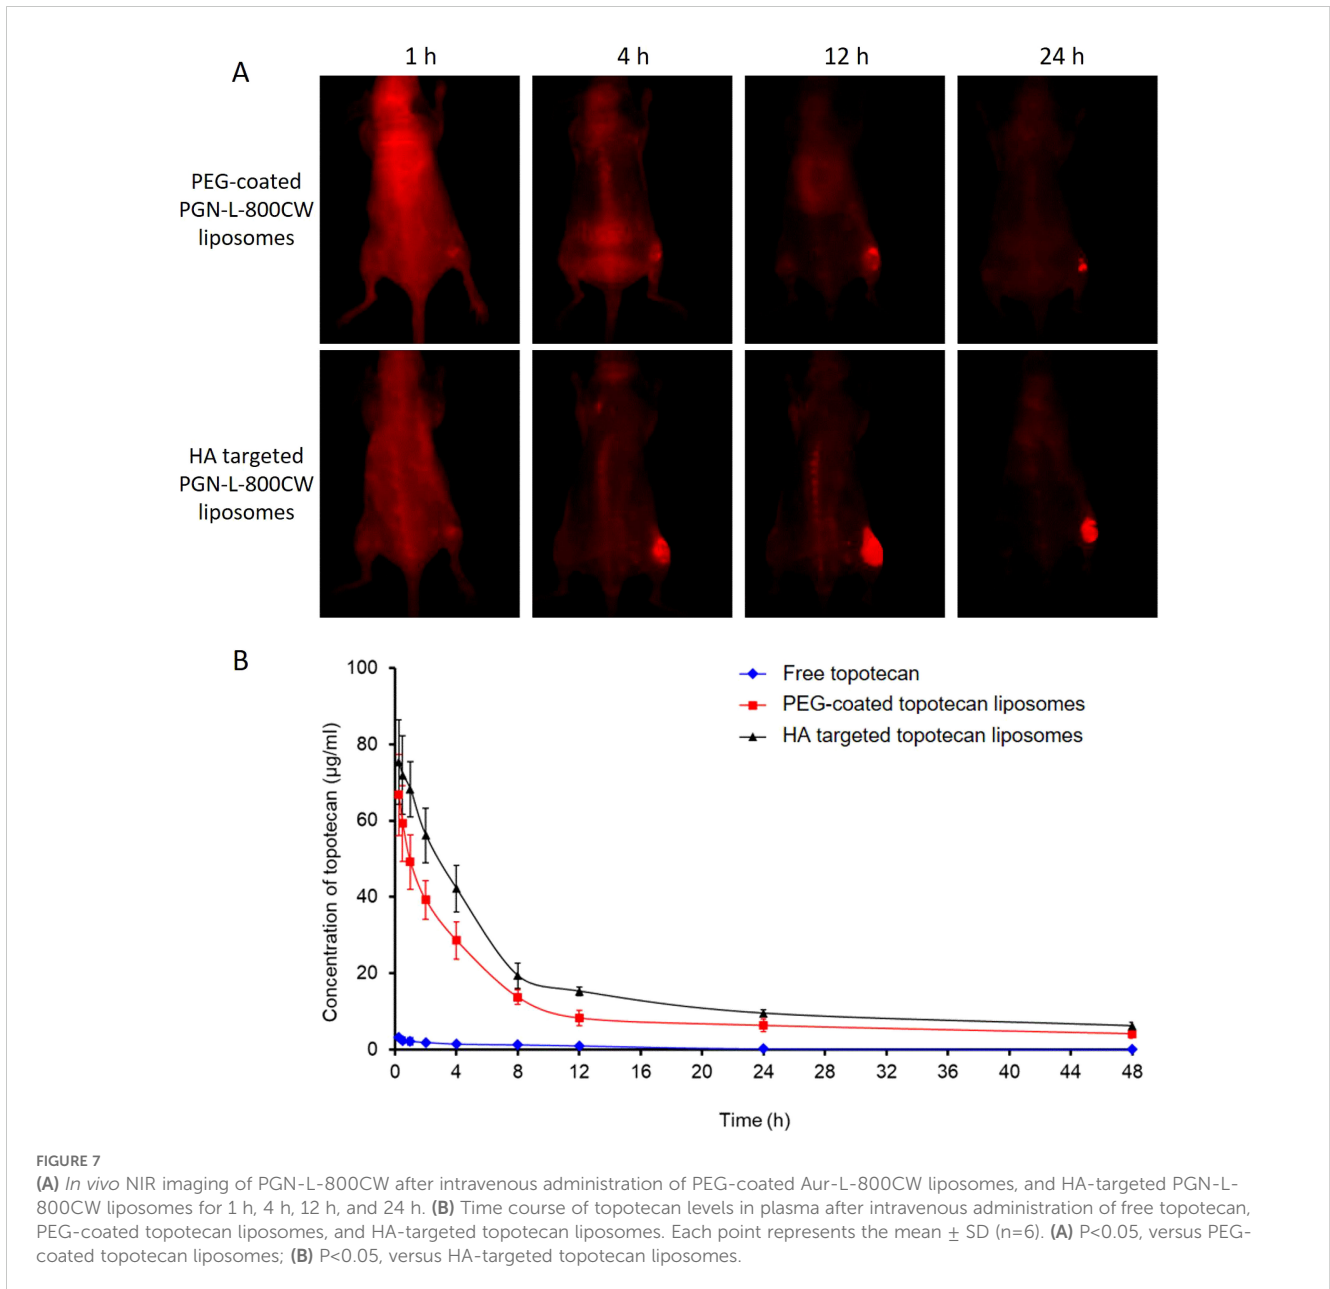 A
1 h
4 h
12 h
24 h
PEG-coated
PGN-L-800CW
liposomes
HA targeted
PGN-L-800CW
liposomes
B
Free topotecan
PEG-coated topotecan liposomes
HA targeted topotecan liposomes
Concentration of topotecan (µg/ml)
100
80
60
40
20
0
0 4 8 12 16 20 24 28 32 36 40 44 48
Time (h)
FIGURE 7
(A) In vivo NIR imaging of PGN-L-800CW after intravenous administration of PEG-coated Aur-L-800CW liposomes, and HA-targeted PGN-L-
800CW liposomes for 1 h, 4 h, 12 h, and 24 h. (B) Time course of topotecan levels in plasma after intravenous administration of free topotecan,
PEG-coated topotecan liposomes, and HA-targeted topotecan liposomes. Each point represents the mean ± SD (n=6). (A) P<0.05, versus PEG-
coated topotecan liposomes; (B) P<0.05, versus HA-targeted topotecan liposomes.